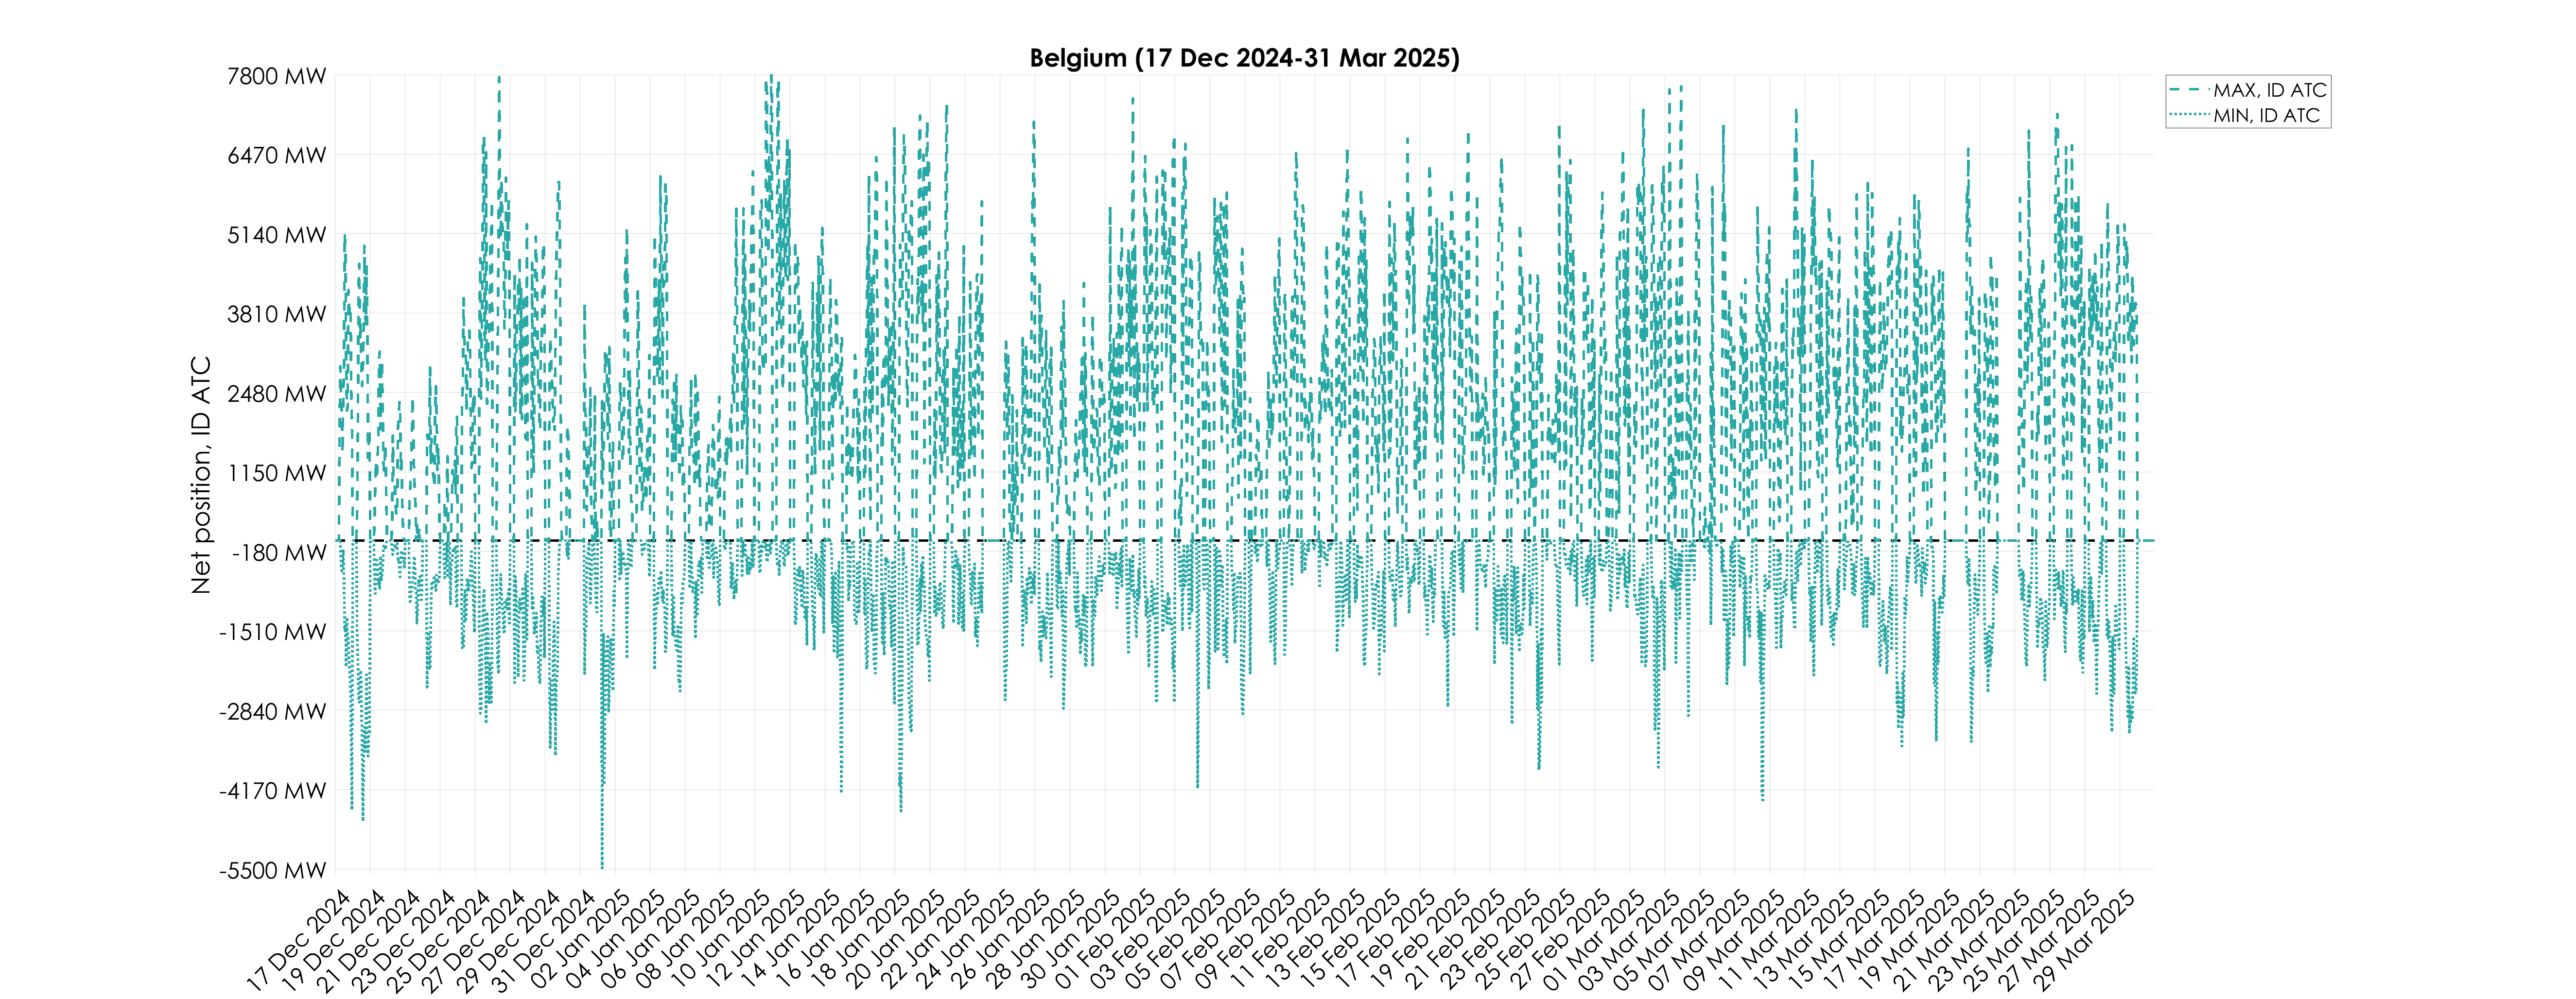 Belgium (17 Dec 2024-31 Mar 2025)
7800 MW
6470 MW
5140 MW
3810 MW
2480 MW
1150 MW
-180 MW
-1510 MW
-2840 MW
-4170 MW
-5500 MW
Net position, ID ATC
MAX, ID ATC
MIN, ID ATC
17 Dec 2024
19 Dec 2024
21 Dec 2024
23 Dec 2024
25 Dec 2024
27 Dec 2024
29 Dec 2024
31 Dec 2024
02 Jan 2025
04 Jan 2025
06 Jan 2025
08 Jan 2025
10 Jan 2025
12 Jan 2025
14 Jan 2025
16 Jan 2025
18 Jan 2025
20 Jan 2025
22 Jan 2025
24 Jan 2025
26 Jan 2025
28 Jan 2025
30 Jan 2025
01 Feb 2025
03 Feb 2025
05 Feb 2025
07 Feb 2025
09 Feb 2025
11 Feb 2025
13 Feb 2025
15 Feb 2025
17 Feb 2025
19 Feb 2025
21 Feb 2025
23 Feb 2025
25 Feb 2025
27 Feb 2025
01 Mar 2025
03 Mar 2025
05 Mar 2025
07 Mar 2025
09 Mar 2025
11 Mar 2025
13 Mar 2025
15 Mar 2025
17 Mar 2025
19 Mar 2025
21 Mar 2025
23 Mar 2025
25 Mar 2025
27 Mar 2025
29 Mar 2025